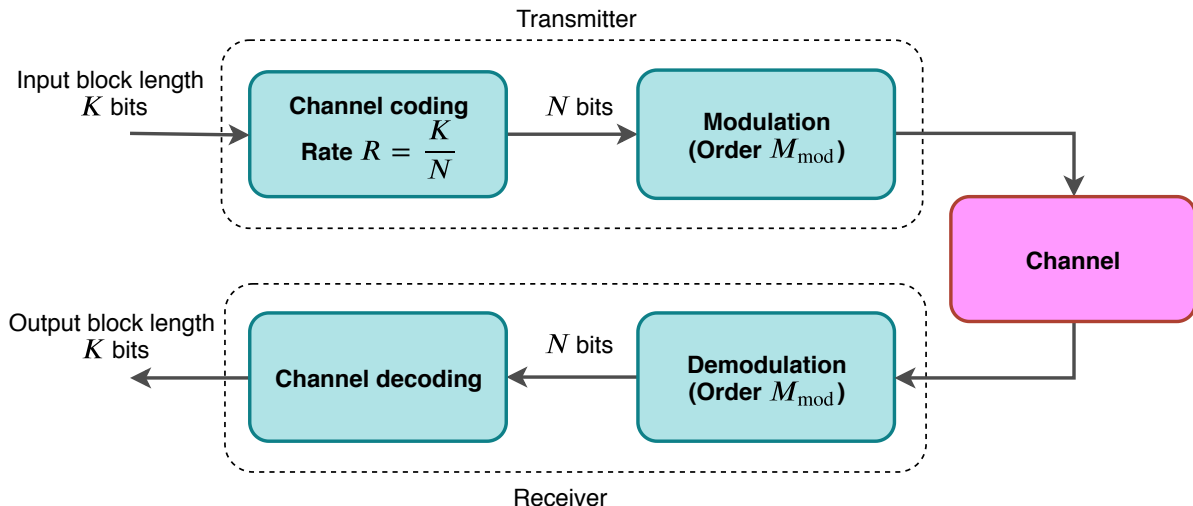 Transmitter
Input block length
K bits
Channel coding
Rate R = K/N
N bits
Modulation
(Order M_mod)
Channel
Output block length
K bits
Channel decoding
N bits
Demodulation
(Order M_mod)
Receiver